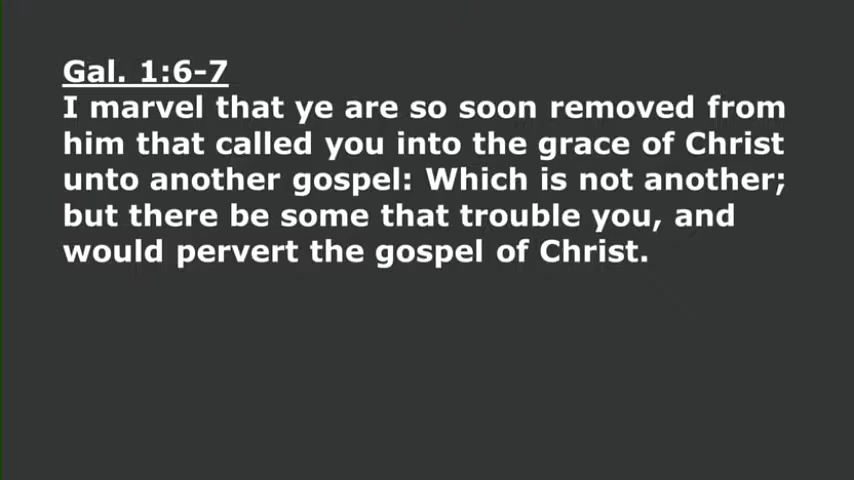 Gal. 1:6-7
I marvel that ye are so soon removed from
him that called you into the grace of Christ
unto another gospel: Which is not another;
but there be some that trouble you, and
would pervert the gospel of Christ.